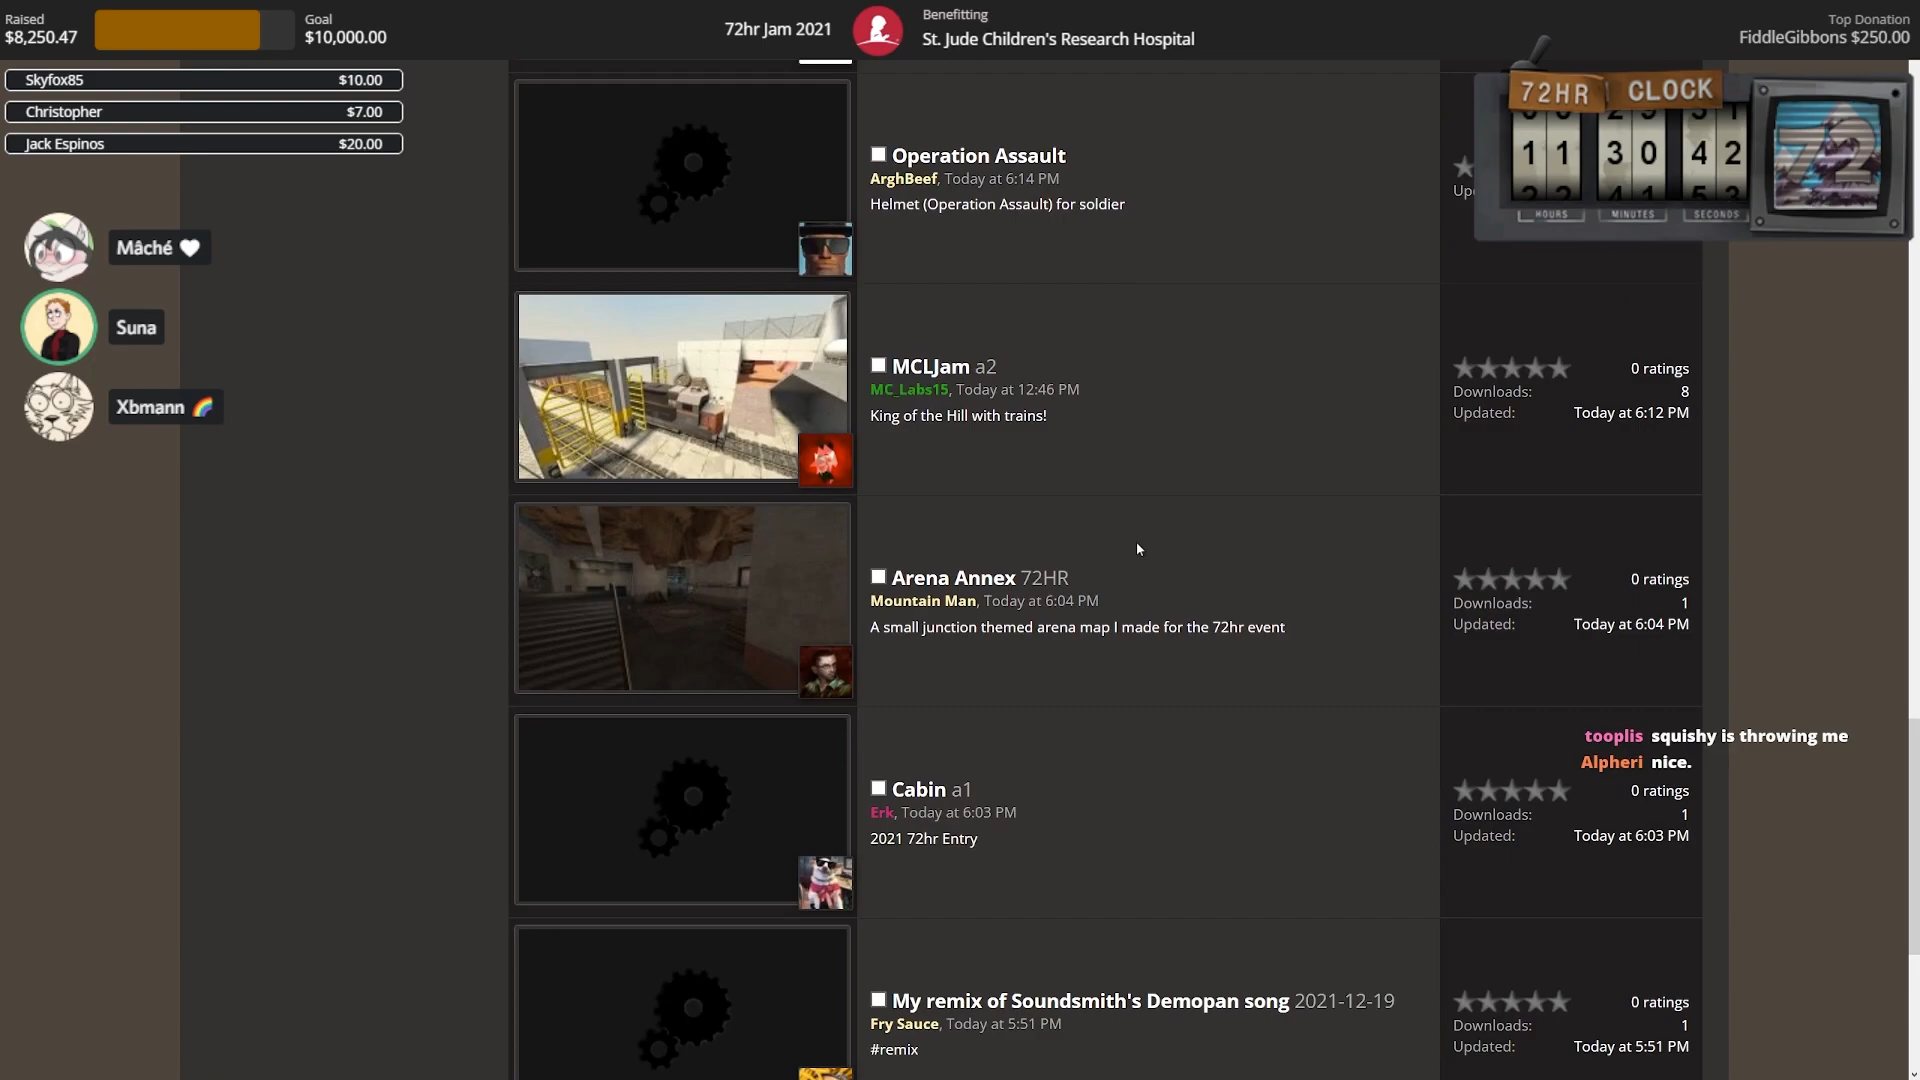 Raised
$8,250.47
Goal
$10,000.00
72hr Jam 2021
Benefitting
St. Jude Children's Research Hospital
Top Donation
FiddleGibbons $250.00
Skyfox85 $10.00
Christopher $7.00
Jack Espinos $20.00
Mâché 🤍
Suna
Xbmann 🌈
72HR CLOCK
11 30 42
HOURS MINUTES SECONDS
72
Operation Assault
ArghBeef, Today at 6:14 PM
Helmet (Operation Assault) for soldier
MCLJam a2
MC_Labs15, Today at 12:46 PM
King of the Hill with trains!
0 ratings
Downloads: 8
Updated: Today at 6:12 PM
Arena Annex 72HR
Mountain Man, Today at 6:04 PM
A small junction themed arena map I made for the 72hr event
0 ratings
Downloads: 1
Updated: Today at 6:04 PM
tooplis squishy is throwing me
Alpheri nice.
Cabin a1
Erk, Today at 6:03 PM
2021 72hr Entry
0 ratings
Downloads: 1
Updated: Today at 6:03 PM
My remix of Soundsmith's Demopan song 2021-12-19
Fry Sauce, Today at 5:51 PM
#remix
0 ratings
Downloads: 1
Updated: Today at 5:51 PM